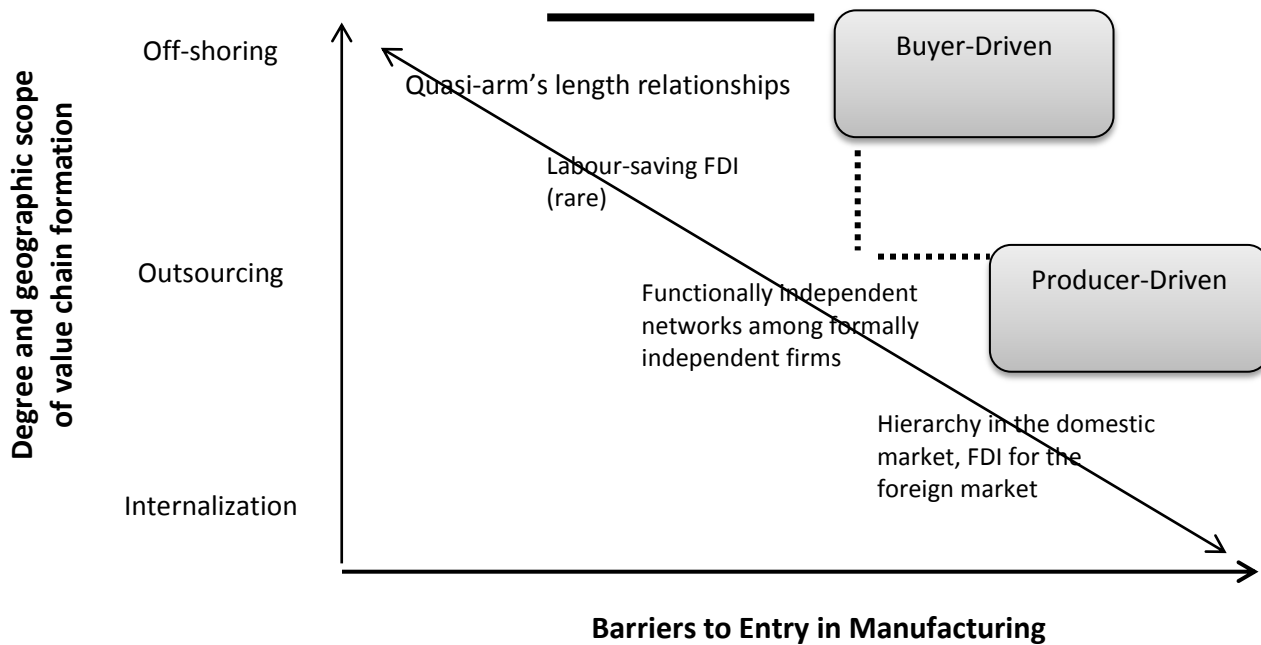 Degree and geographic scope
of value chain formation
Off-shoring
Outsourcing
Internalization
Quasi-arm’s length relationships
Labour-saving FDI
(rare)
Functionally independent
networks among formally
independent firms
Hierarchy in the domestic
market, FDI for the
foreign market
Buyer-Driven
Producer-Driven
Barriers to Entry in Manufacturing